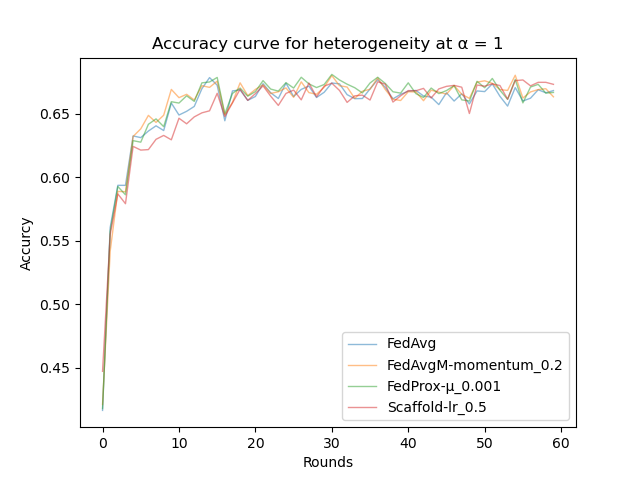 Accuracy curve for heterogeneity at α = 1
Accurcy
0.65
0.60
0.55
0.50
0.45
FedAvg
FedAvgM-momentum_0.2
FedProx-μ_0.001
Scaffold-lr_0.5
0 10 20 30 40 50 60
Rounds